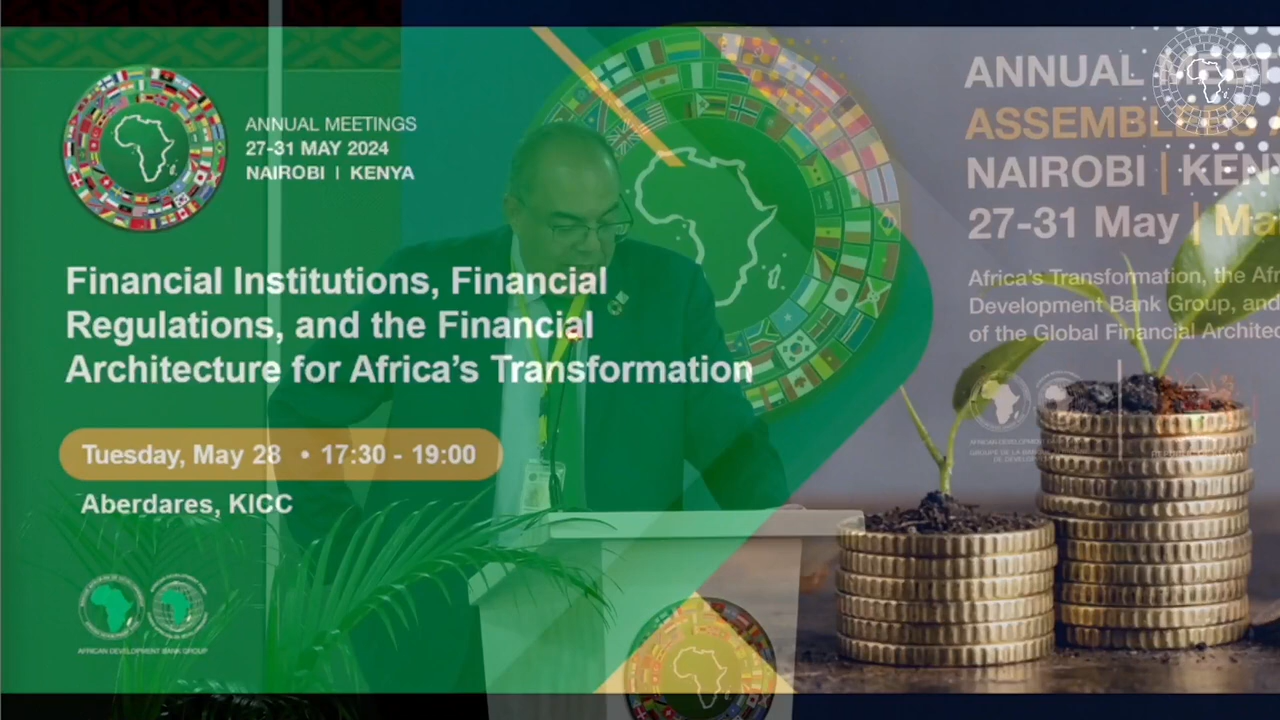 ANNUAL MEETINGS
27-31 MAY 2024
NAIROBI | KENYA
Financial Institutions, Financial
Regulations, and the Financial
Architecture for Africa's Transformation
Tuesday, May 28 • 17:30 - 19:00
Aberdares, KICC
AFRICAN DEVELOPMENT BANK GROUP
ANNUAL
NAIROBI | KEN
27-31 May | Ma
Africa's Transformation, the Afr
Development Bank Group, and
of the Global Financial Architec